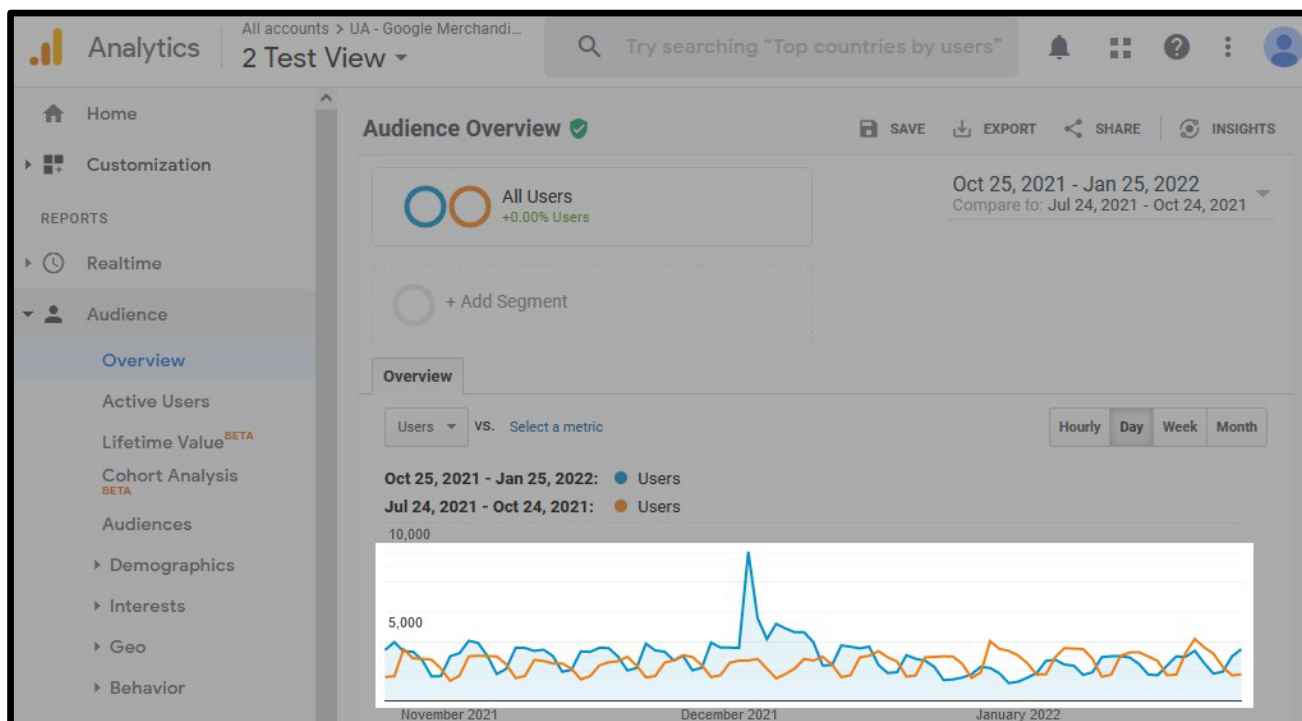 All accounts > UA - Google Merchandi...
Analytics
2 Test View
Try searching "Top countries by users"
Home
Customization
REPORTS
Realtime
Audience
Overview
Active Users
Lifetime Value BETA
Cohort Analysis
BETA
Audiences
Demographics
Interests
Geo
Behavior
Audience Overview
SAVE
EXPORT
SHARE
INSIGHTS
All Users
+0.00% Users
Oct 25, 2021 - Jan 25, 2022
Compare to: Jul 24, 2021 - Oct 24, 2021
+ Add Segment
Overview
Users
VS.
Select a metric
Hourly
Day
Week
Month
Oct 25, 2021 - Jan 25, 2022: Users
Jul 24, 2021 - Oct 24, 2021: Users
10,000
5,000
November 2021
December 2021
January 2022